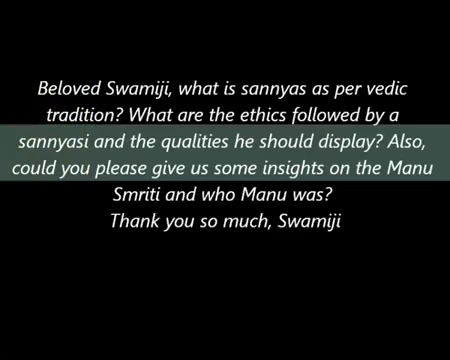 Beloved Swamiji, what is sannyas as per vedic
tradition? What are the ethics followed by a
sannyasi and the qualities he should display? Also,
could you please give us some insights on the Manu
Smriti and who Manu was?
Thank you so much, Swamiji